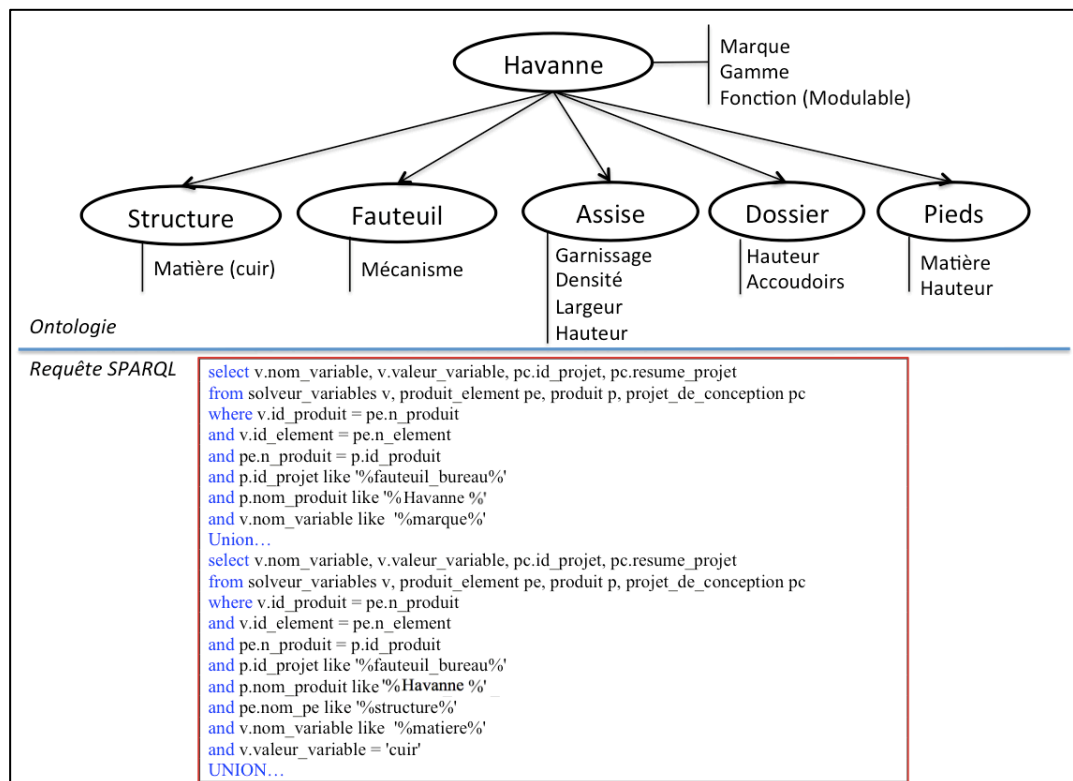 Havanne
Marque
Gamme
Fonction (Modulable)
Structure
Fauteuil
Assise
Dossier
Pieds
Matière (cuir)
Mécanisme
Garnissage
Densité
Largeur
Hauteur
Hauteur
Accoudoirs
Matière
Hauteur
Ontologie
Requête SPARQL
select v.nom_variable, v.valeur_variable, pc.id_projet, pc.resume_projet
from solveur_variables v, produit_element pe, produit p, projet_de_conception pc
where v.id_produit = pe.n_produit
and v.id_element = pe.n_element
and pe.n_produit = p.id_produit
and p.id_projet like '%fauteuil_bureau%'
and p.nom_produit like '%Havanne %'
and v.nom_variable like '%marque%'
Union…
select v.nom_variable, v.valeur_variable, pc.id_projet, pc.resume_projet
from solveur_variables v, produit_element pe, produit p, projet_de_conception pc
where v.id_produit = pe.n_produit
and v.id_element = pe.n_element
and pe.n_produit = p.id_produit
and p.id_projet like '%fauteuil_bureau%'
and p.nom_produit like '%Havanne %'
and pe.nom_pe like '%structure%'
and v.nom_variable like '%matiere%'
and v.valeur_variable = 'cuir'
UNION…